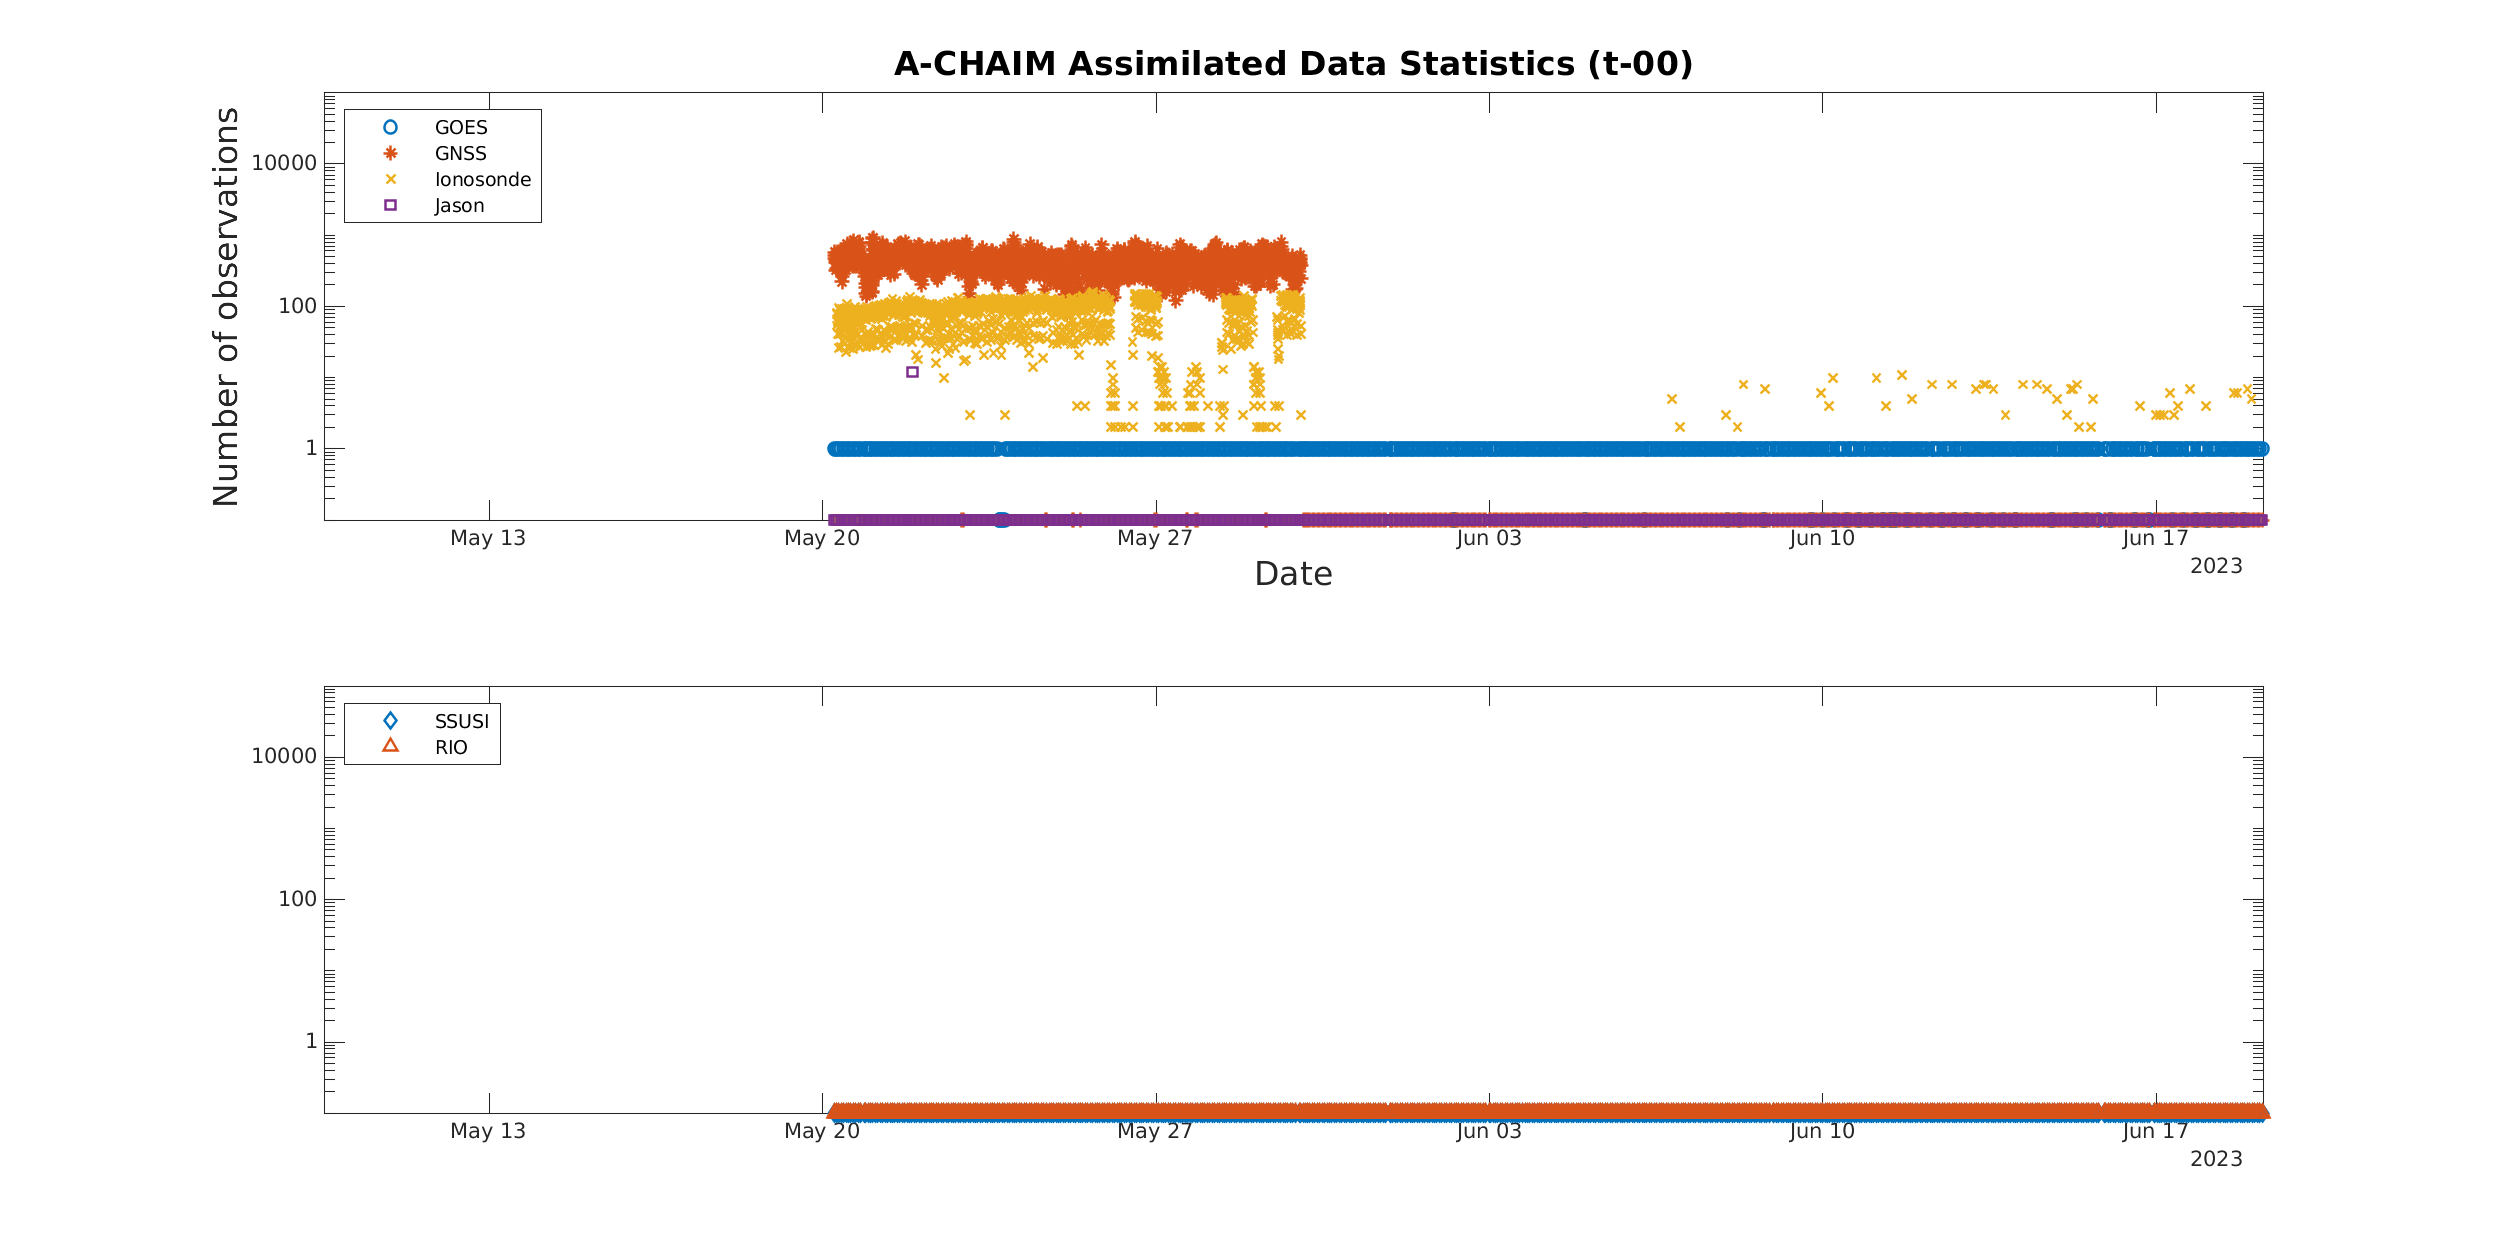 A-CHAIM Assimilated Data Statistics (t-00)
Number of observations
10000
100
1
GOES
GNSS
Ionosonde
Jason
May 13
May 20
May 27
Jun 03
Jun 10
Jun 17
2023
Date
10000
100
1
SSUSI
RIO
May 13
May 20
May 27
Jun 03
Jun 10
Jun 17
2023